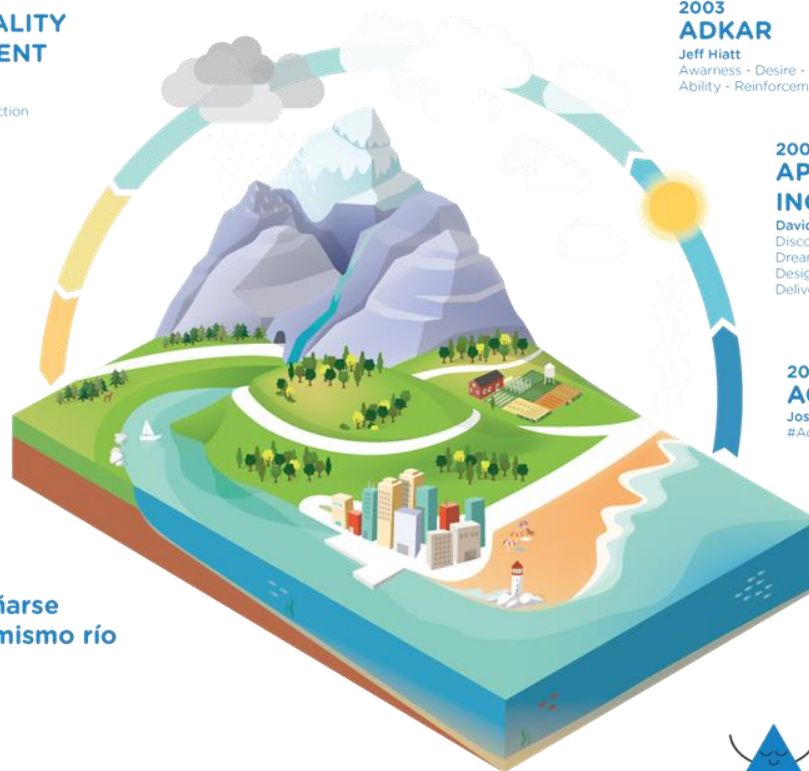 ALITY
ENT
ction
2003
ADKAR
Jeff Hiatt
Awarness - Desire -
Ability - Reinforcem
200
AP
INC
David
Disco
Drear
Desig
Delive
20
AC
Jos
#Ac
ñarse
mismo río